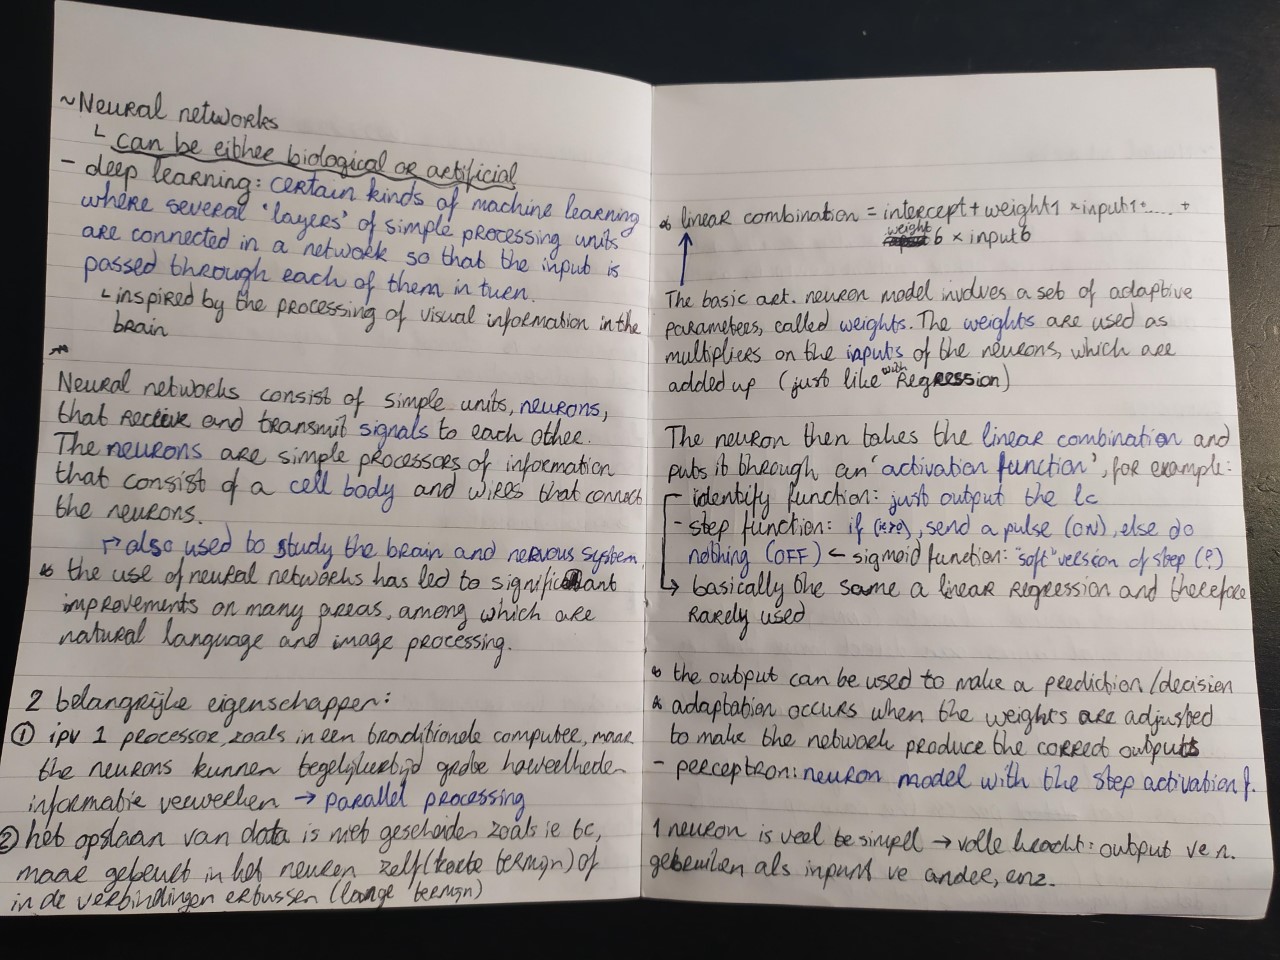 ~Neural networks
└ can be either biological or artificial
- deep learning: certain kinds of machine learning
where several 'layers' of simple processing units
are connected in a network so that the input is
passed through each of them in turn.
└ inspired by the processing of visual information in the
brain
Neural networks consist of simple units, neurons,
that receive and transmit signals to each other.
The neurons are simple processors of information
that consist of a cell body and wires that connect
the neurons.
↱ also used to study the brain and nervous system
* the use of neural networks has led to significant
improvements on many areas, among which are
natural language and image processing.
2 belangrijke eigenschappen:
① ipv 1 processor, zoals in een traditionele computer, maar
the neurons kunnen tegelijkertijd grote hoeveelheden
informatie verwerken → parallel processing
② het opslaan van data is niet gescheiden zoals ie tc,
maar gebeurt in het neuron zelf (korte termijn) of
in de verbindingen ertussen (lange termijn)
* linear combination = intercept + weight1 × input1 + ..... +
weight 6 × input6
↑
The basic art. neuron model involves a set of adaptive
parameters, called weights. The weights are used as
multipliers on the inputs of the neurons, which are
added up (just like with Regression)
The neuron then takes the linear combination and
puts it through an 'activation function', for example:
- identify function: just output the lc
- step function: if , send a pulse (ON), else do
nothing (OFF) ← sigmoid function: "soft" version of step (?)
↳ basically the same a linear regression and therefore
Rarely used
* the output can be used to make a prediction/decision
* adaptation occurs when the weights are adjusted
to make the network produce the correct outputs
- perceptron: neuron model with the step activation f.
1 neuron is veel te simpel → volle kracht: output ve n.
gebruiken als input ve ander, enz.